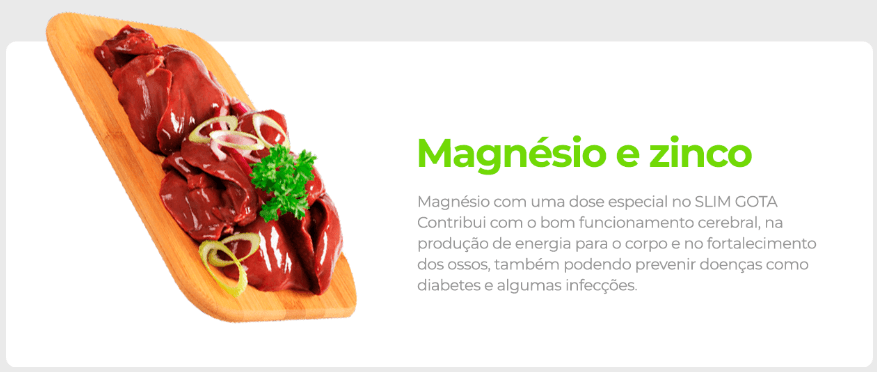 Magnésio e zinco
Magnésio com uma dose especial no SLIM GOTA
Contribui com o bom funcionamento cerebral, na
produção de energia para o corpo e no fortalecimento
dos ossos, também podendo prevenir doenças como
diabetes e algumas infecções.